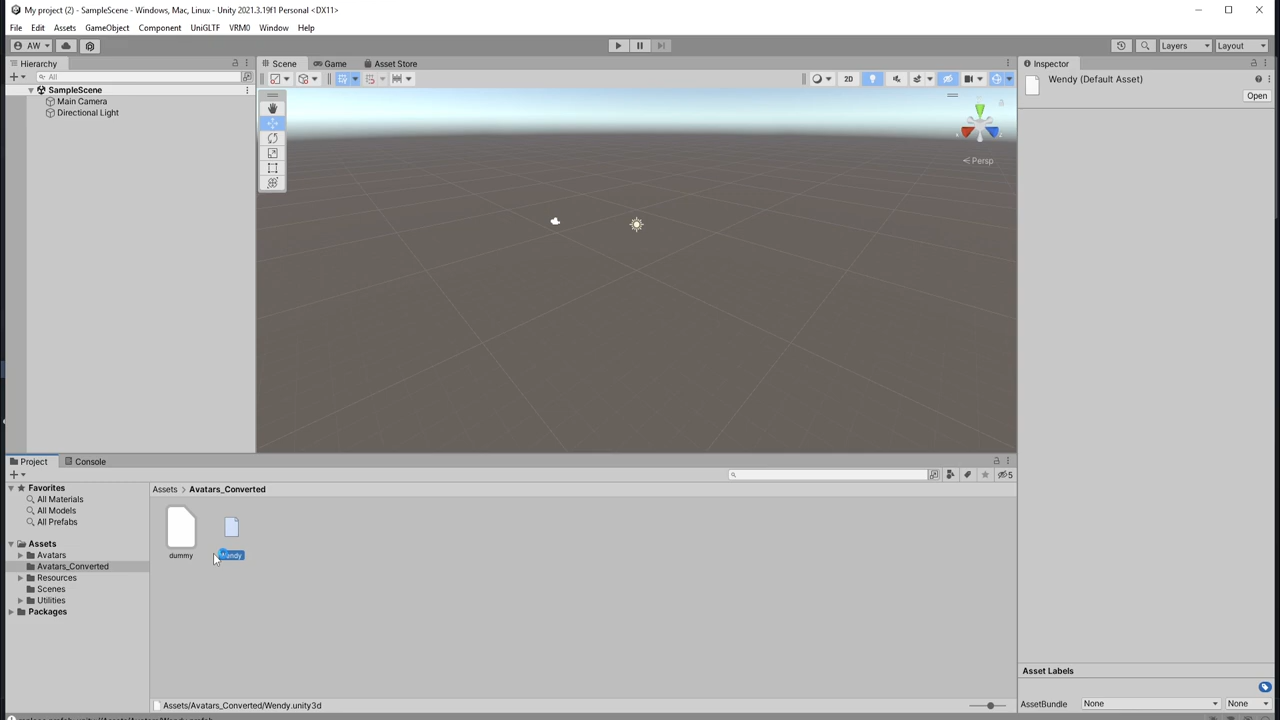 My project (2) - SampleScene - Windows, Mac, Linux - Unity 2021.3.19f1 Personal <DX11>
File Edit Assets GameObject Component UniGLTF VRM0 Window Help
AW Layers Layout
Hierarchy Scene Game Asset Store Inspector
All 2D Wendy (Default Asset)
SampleScene Open
Main Camera
Directional Light
Persp
Project Console
5
Favorites Assets > Avatars_Converted
All Materials
All Models
All Prefabs
Assets
Avatars dummy Wendy
Avatars_Converted
Resources
Scenes
Utilities
Packages
Asset Labels
Assets/Avatars_Converted/Wendy.unity3d AssetBundle None None